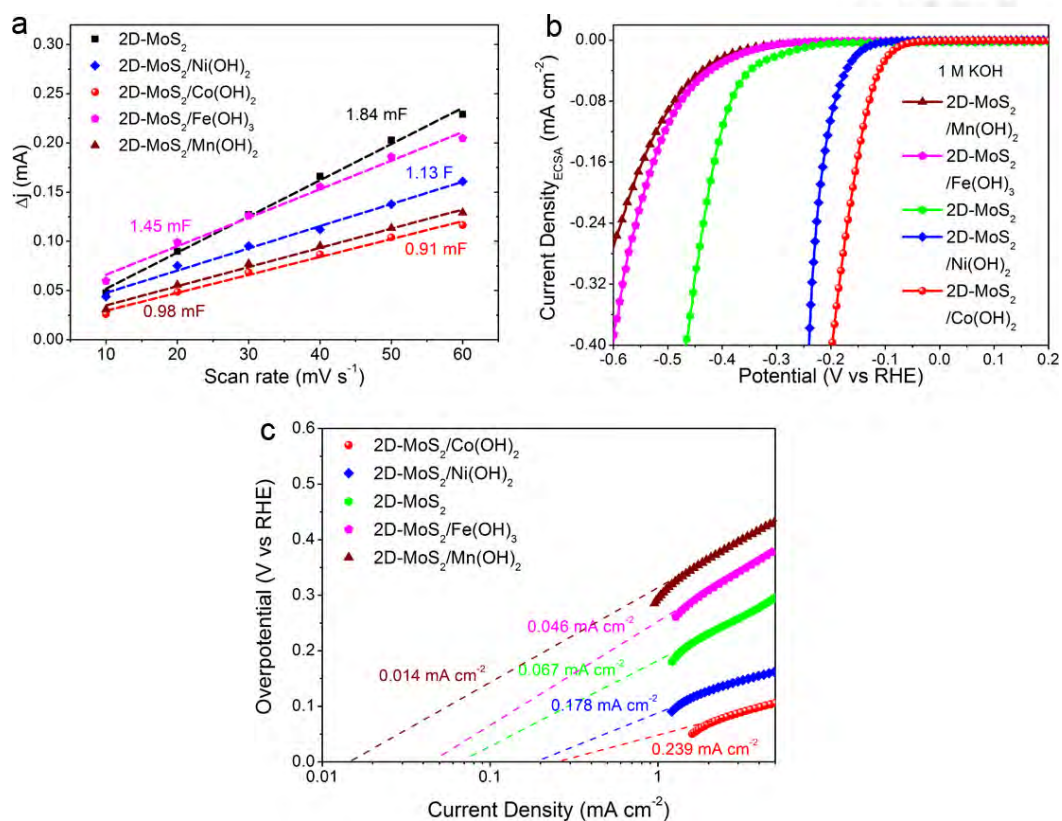 a
0.30
0.25
0.20
0.15
0.10
0.05
0.00
Δj (mA)
2D-MoS₂
2D-MoS₂/Ni(OH)₂
2D-MoS₂/Co(OH)₂
2D-MoS₂/Fe(OH)₃
2D-MoS₂/Mn(OH)₂
1.84 mF
1.13 F
1.45 mF
0.91 mF
0.98 mF
10 20 30 40 50 60
Scan rate (mV s⁻¹)
b
0.00
-0.08
-0.16
-0.24
-0.32
-0.40
Current Density_ECSA (mA cm⁻²)
1 M KOH
2D-MoS₂
/Mn(OH)₂
2D-MoS₂
/Fe(OH)₃
2D-MoS₂
2D-MoS₂
/Ni(OH)₂
2D-MoS₂
/Co(OH)₂
-0.6 -0.5 -0.4 -0.3 -0.2 -0.1 0.0 0.1 0.2
Potential (V vs RHE)
c
0.6
0.4
0.3
0.2
0.1
0.0
Overpotential (V vs RHE)
2D-MoS₂/Co(OH)₂
2D-MoS₂/Ni(OH)₂
2D-MoS₂
2D-MoS₂/Fe(OH)₃
2D-MoS₂/Mn(OH)₂
0.046 mA cm⁻²
0.014 mA cm⁻²
0.067 mA cm⁻²
0.178 mA cm⁻²
0.239 mA cm⁻²
0.01 0.1 1
Current Density (mA cm⁻²)